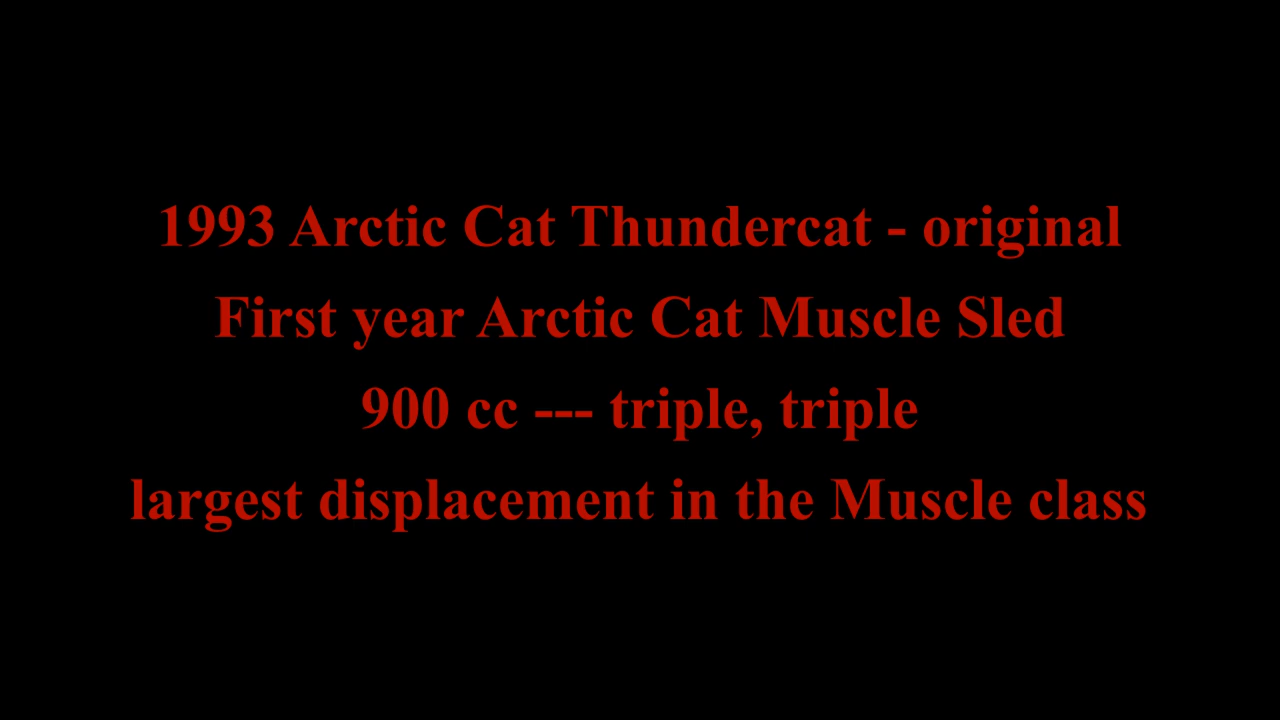 1993 Arctic Cat Thundercat - original
First year Arctic Cat Muscle Sled
900 cc --- triple, triple
largest displacement in the Muscle class